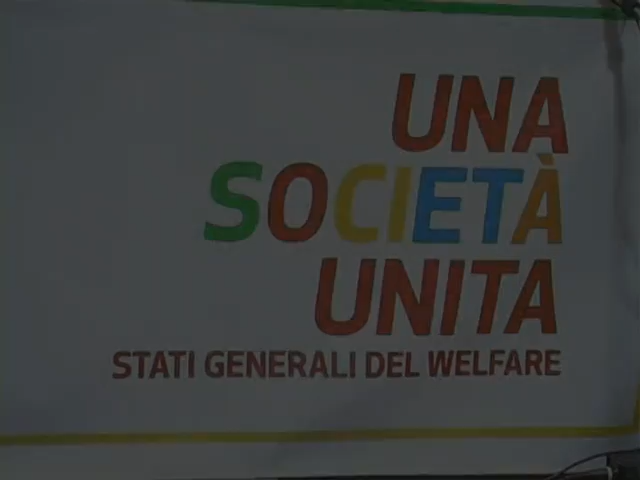 UNA
SOCIETÀ
UNITA
STATI GENERALI DEL WELFARE